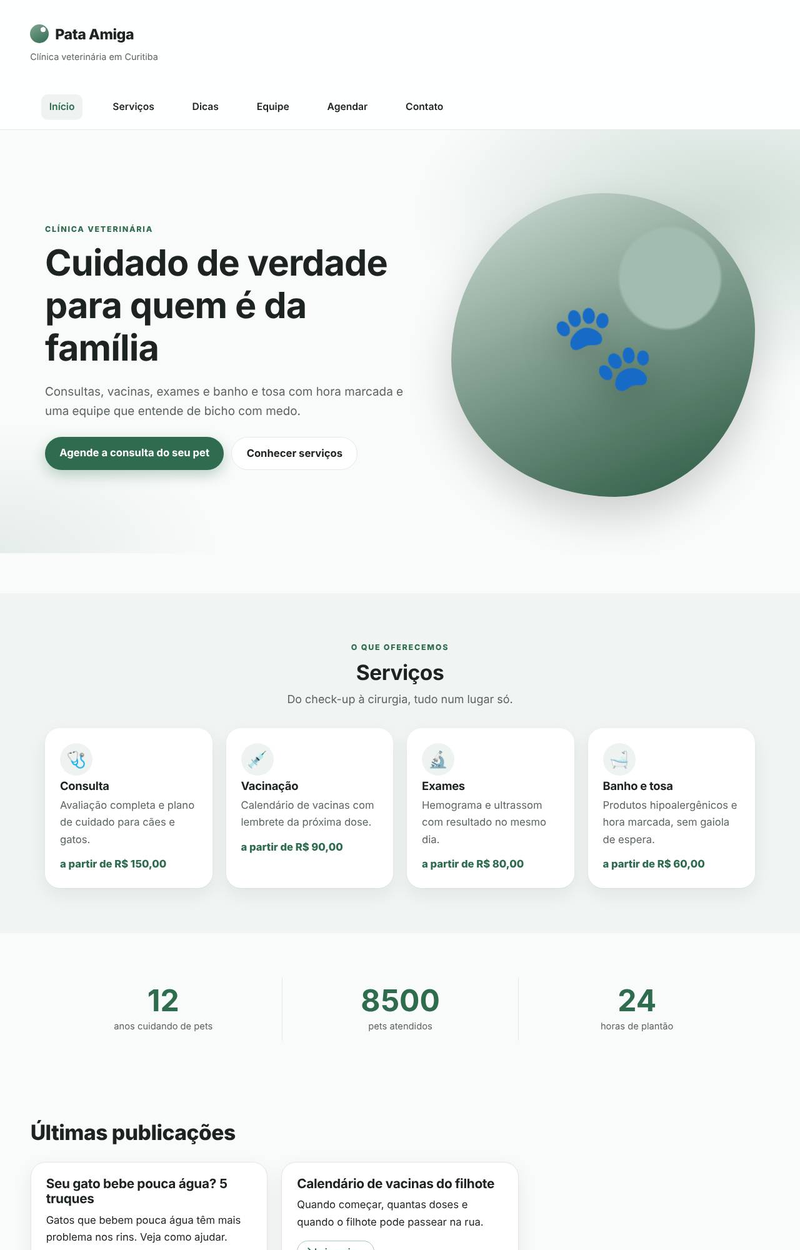 Pata Amiga
Clínica veterinária em Curitiba
Início Serviços Dicas Equipe Agendar Contato
CLÍNICA VETERINÁRIA
Cuidado de verdade
para quem é da
família
Consultas, vacinas, exames e banho e tosa com hora marcada e
uma equipe que entende de bicho com medo.
Agende a consulta do seu pet Conhecer serviços
O QUE OFERECEMOS
Serviços
Do check-up à cirurgia, tudo num lugar só.
Consulta
Avaliação completa e plano
de cuidado para cães e
gatos.
a partir de R$ 150,00
Vacinação
Calendário de vacinas com
lembrete da próxima dose.
a partir de R$ 90,00
Exames
Hemograma e ultrassom
com resultado no mesmo
dia.
a partir de R$ 80,00
Banho e tosa
Produtos hipoalergênicos e
hora marcada, sem gaiola
de espera.
a partir de R$ 60,00
12
anos cuidando de pets
8500
pets atendidos
24
horas de plantão
Últimas publicações
Seu gato bebe pouca água? 5
truques
Gatos que bebem pouca água têm mais
problema nos rins. Veja como ajudar.
Calendário de vacinas do filhote
Quando começar, quantas doses e
quando o filhote pode passear na rua.